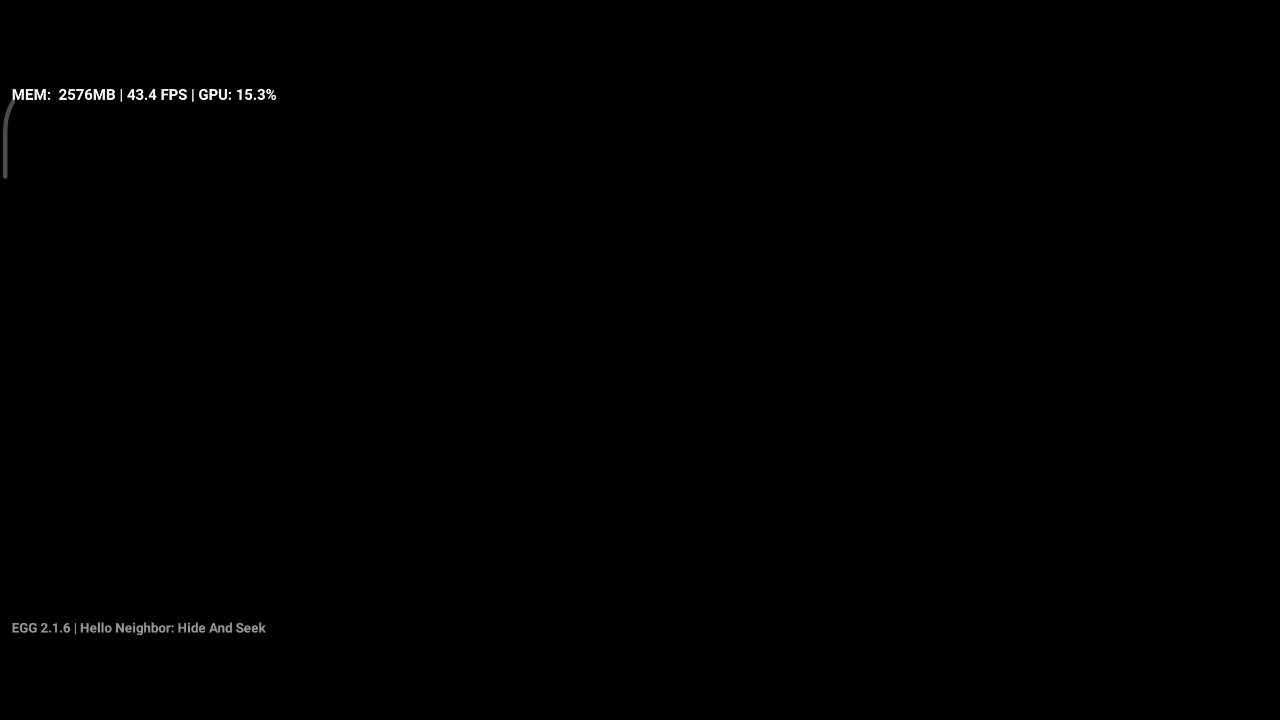 MEM: 2576MB | 43.4 FPS | GPU: 15.3%
EGG 2.1.6 | Hello Neighbor: Hide And Seek